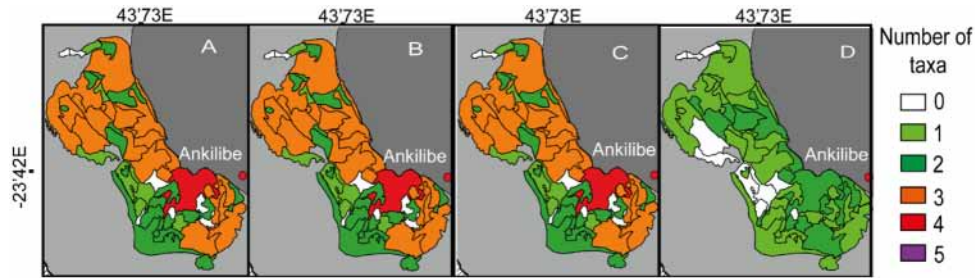 43'73E 43'73E 43'73E 43'73E
A B C D
Number of
taxa
0
1
2
3
4
5
Ankilibe Ankilibe Ankilibe Ankilibe
-23'42E